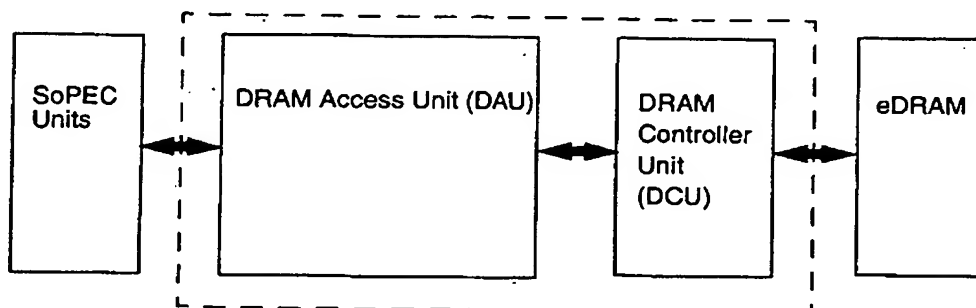 SoPEC
Units
DRAM Access Unit (DAU)
DRAM
Controller
Unit
(DCU)
eDRAM